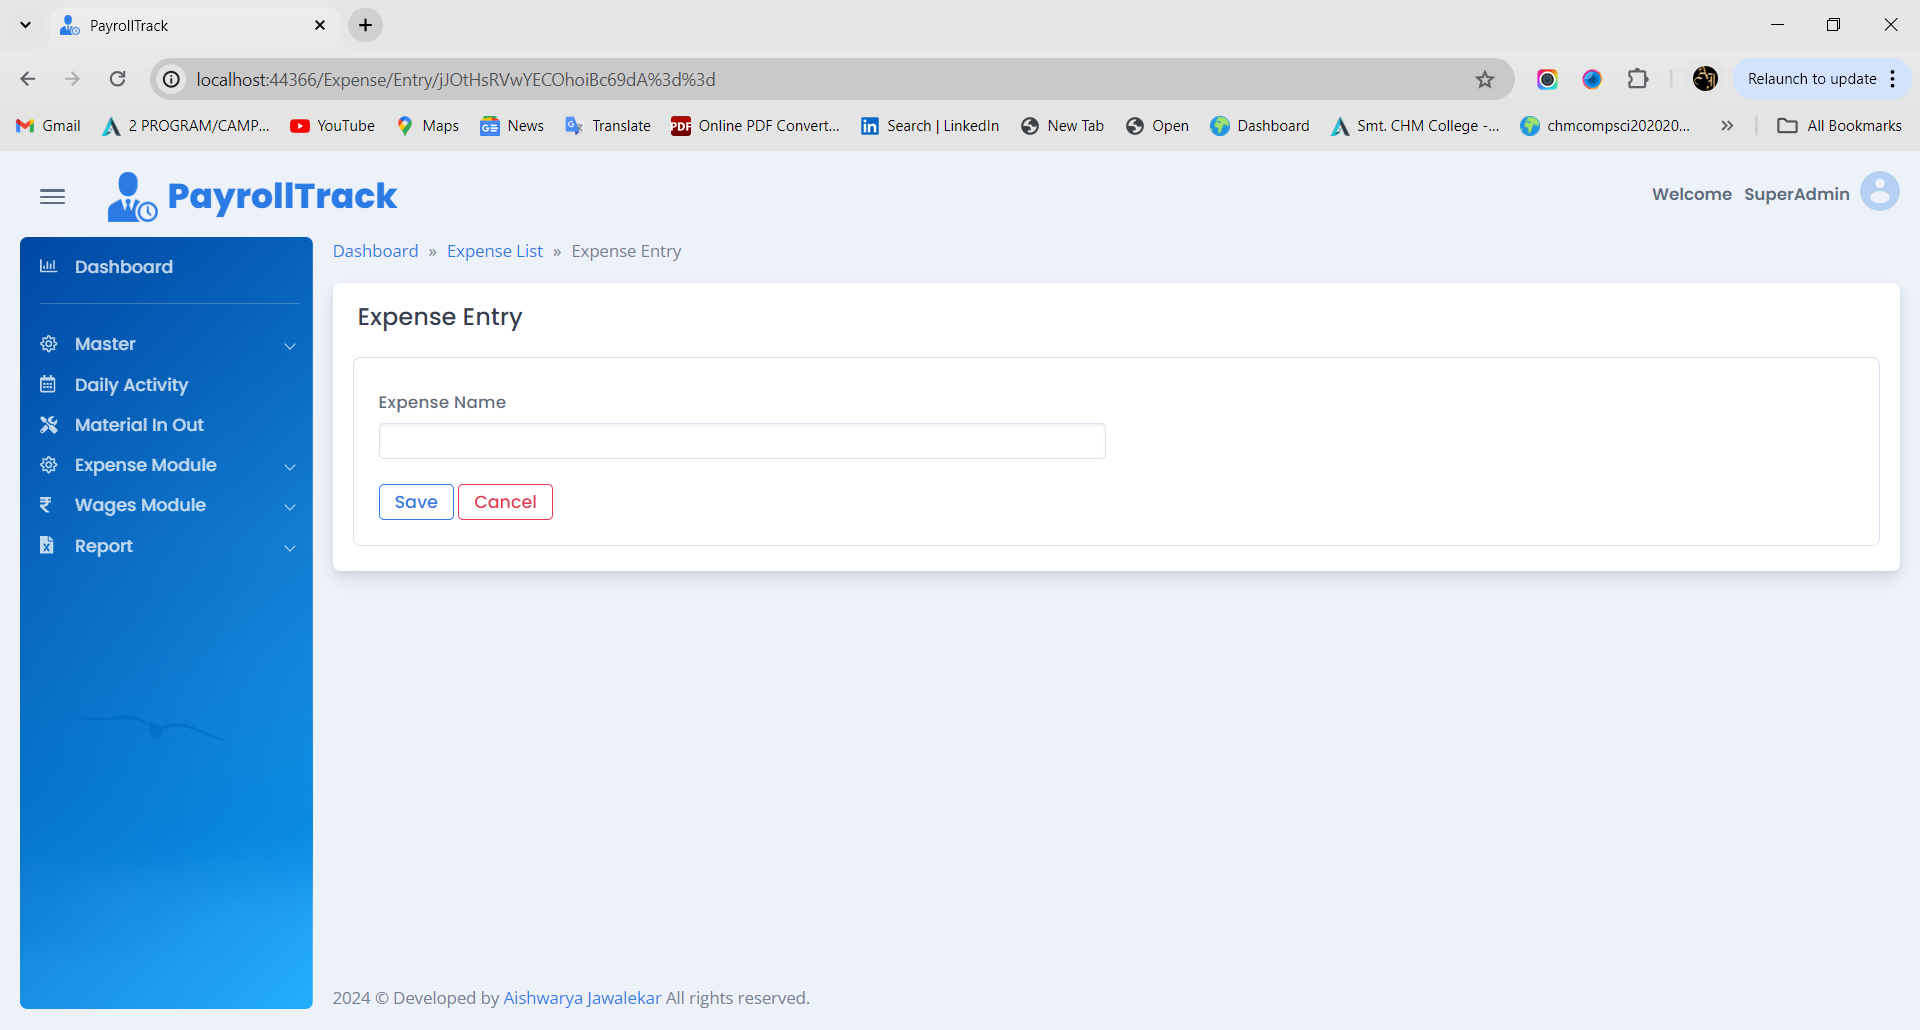 PayrollTrack
localhost:44366/Expense/Entry/jJOtHsRVwYECOhoiBc69dA%3d%3d
Relaunch to update
Gmail 2 PROGRAM/CAMP... YouTube Maps News Translate PDF Online PDF Convert... Search | LinkedIn New Tab Open Dashboard Smt. CHM College -... chmcompsci202020... All Bookmarks
PayrollTrack
Welcome SuperAdmin
Dashboard
Master
Daily Activity
Material In Out
Expense Module
Wages Module
Report
Dashboard » Expense List » Expense Entry
Expense Entry
Expense Name
Save Cancel
2024 © Developed by Aishwarya Jawalekar All rights reserved.